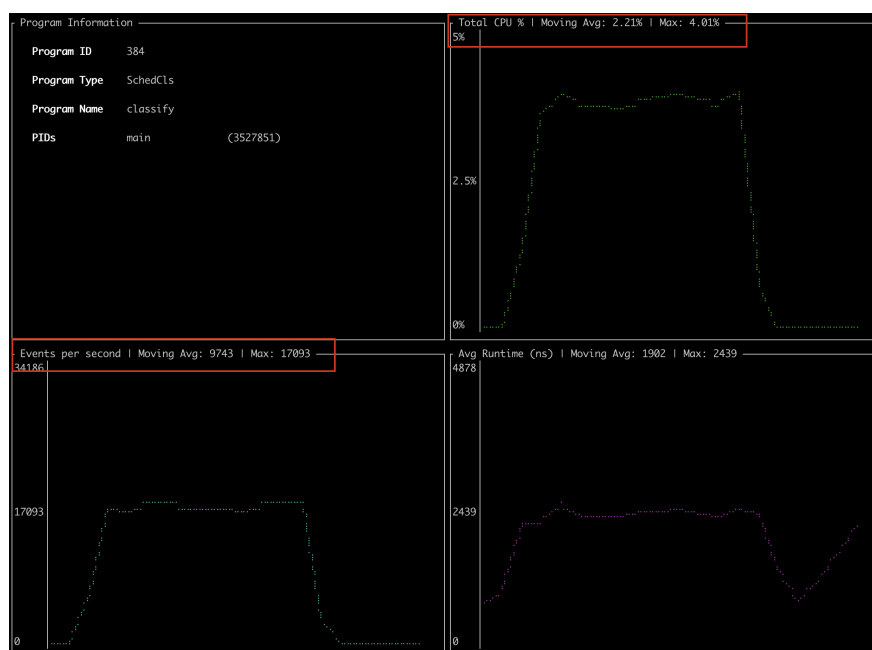 Program Information
Program ID 384
Program Type SchedCls
Program Name classify
PIDs main (3527851)
Total CPU % | Moving Avg: 2.21% | Max: 4.01%
5%
2.5%
0%
Events per second | Moving Avg: 9743 | Max: 17093
34186
17093
0
Avg Runtime (ns) | Moving Avg: 1902 | Max: 2439
4878
2439
0